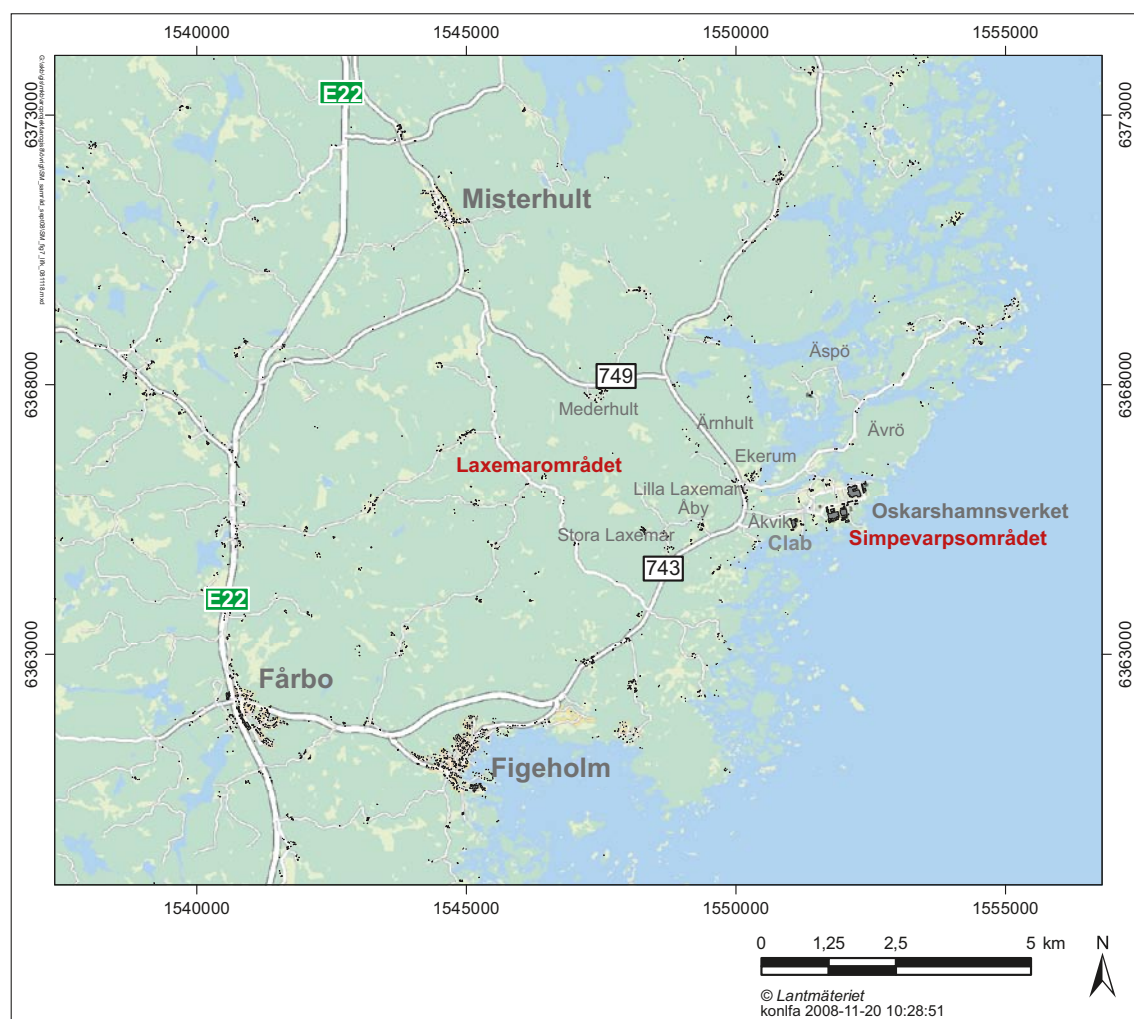 1540000
1545000
1550000
1555000
6373000
6373000
E22
Misterhult
Äspö
749
6368000
6368000
Mederhult
Ärnhult
Ävrö
Laxemarområdet
Ekerum
Lilla Laxemar
Åby
Oskarshamnsverket
Åkvik
Stora Laxemar
Clab
Simpevarpsområdet
743
E22
6363000
6363000
Fårbo
Figeholm
1540000
1545000
1550000
1555000
0 1,25 2,5 5 km
N
© Lantmäteriet
konlfa 2008-11-20 10:28:51